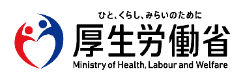 ひと、くらし、みらいのために
厚生労働省
Ministry of Health, Labour and Welfare